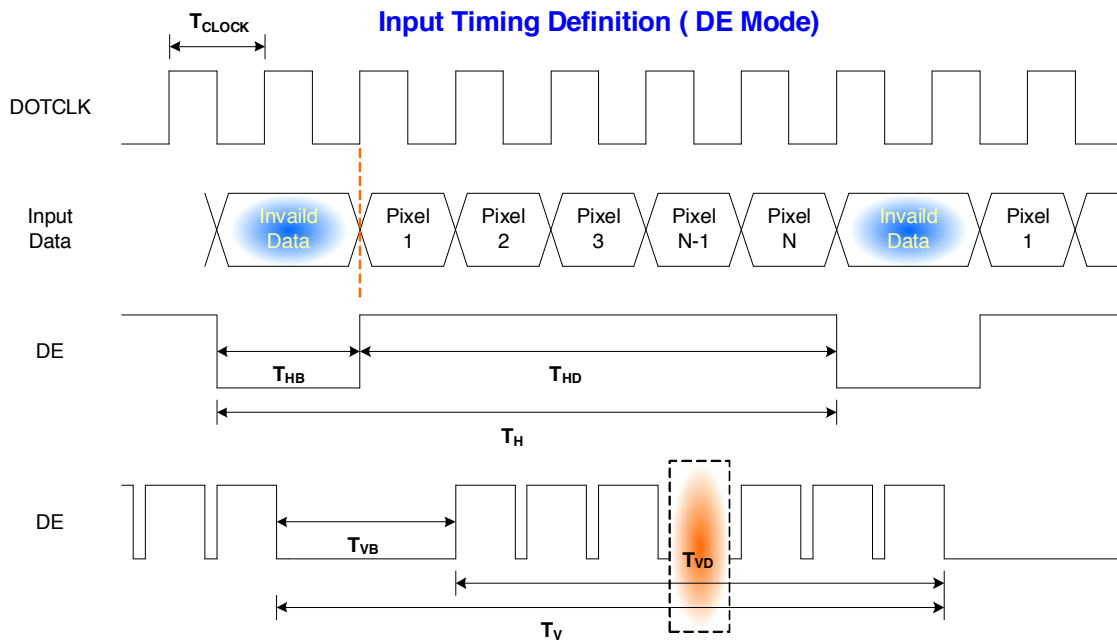 Input Timing Definition ( DE Mode)
TCLOCK
DOTCLK
Input
Data
Invaild
Data
Pixel
1
Pixel
2
Pixel
3
Pixel
N-1
Pixel
N
Invaild
Data
Pixel
1
DE
THB
THD
TH
DE
TVB
TVD
TV